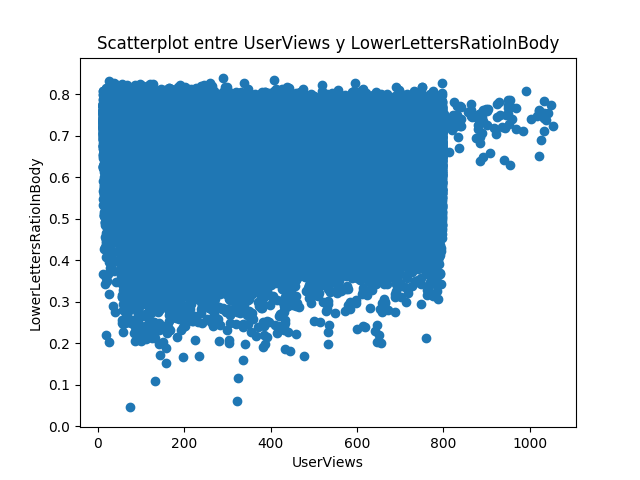 Scatterplot entre UserViews y LowerLettersRatioInBody
LowerLettersRatioInBody
0.8
0.7
0.6
0.5
0.4
0.3
0.2
0.1
0.0
0 200 400 600 800 1000
UserViews